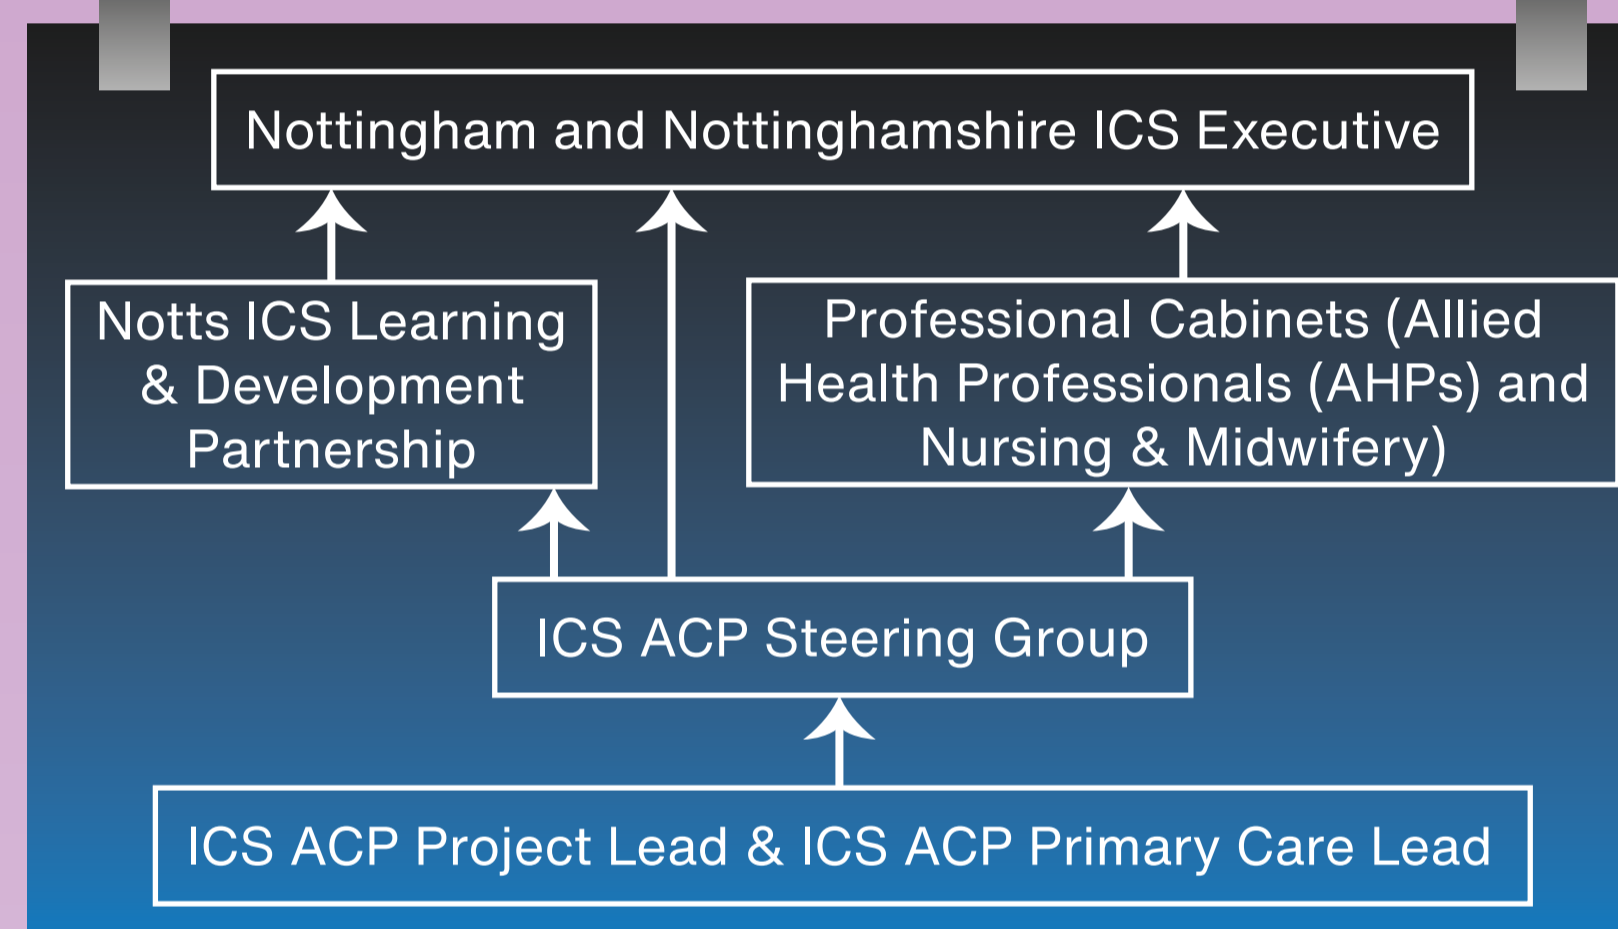 Nottingham and Nottinghamshire ICS Executive
Notts ICS Learning
& Development
Partnership
Professional Cabinets (Allied
Health Professionals (AHPs) and
Nursing & Midwifery)
ICS ACP Steering Group
ICS ACP Project Lead & ICS ACP Primary Care Lead